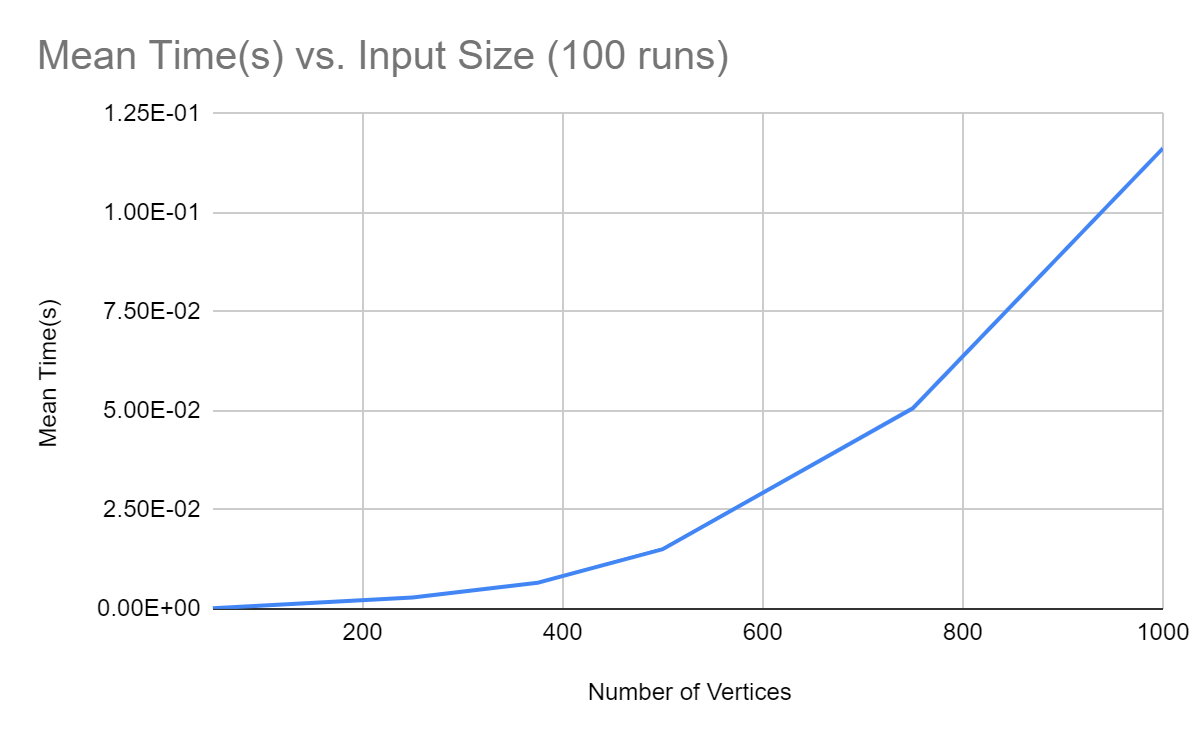 Mean Time(s) vs. Input Size (100 runs)
1.25E-01
1.00E-01
7.50E-02
5.00E-02
2.50E-02
0.00E+00
Mean Time(s)
200 400 600 800 1000
Number of Vertices